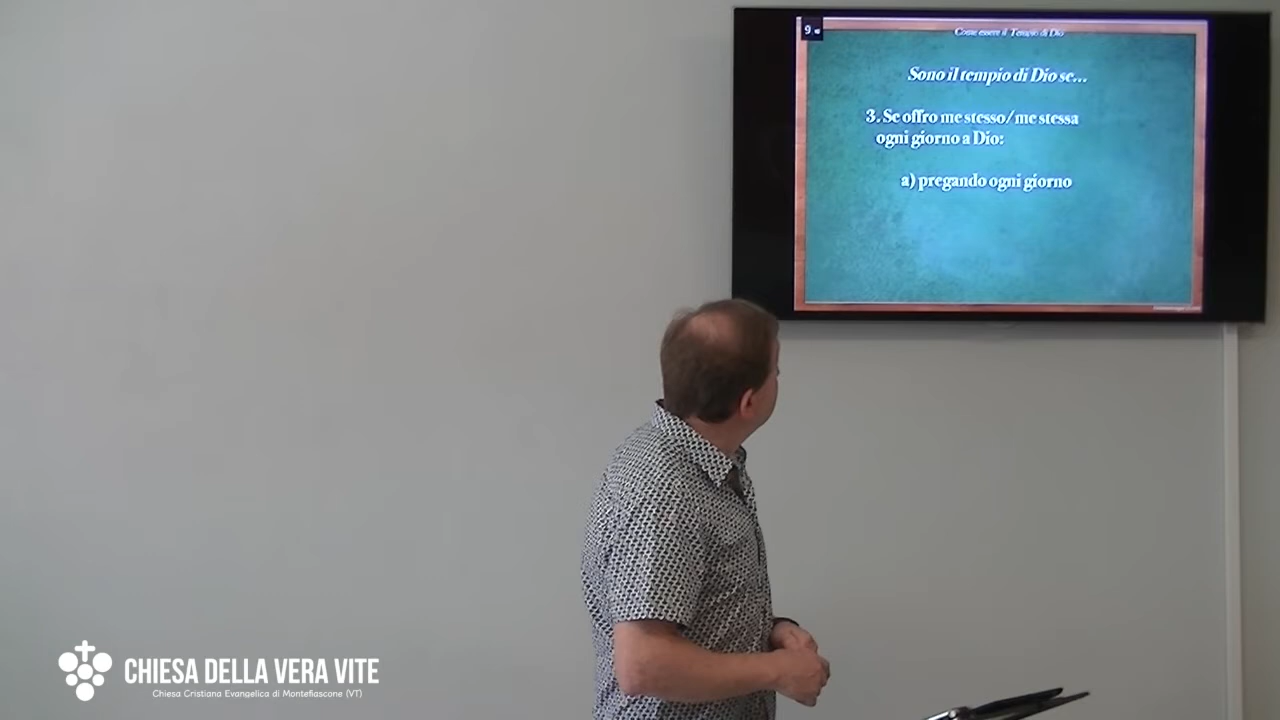 9
Come essere il Tempio di Dio
Sono il tempio di Dio se...
3. Se offro me stesso/me stessa
ogni giorno a Dio:
a) pregando ogni giorno
CHIESA DELLA VERA VITE
Chiesa Cristiana Evangelica di Montefiascone (VT)